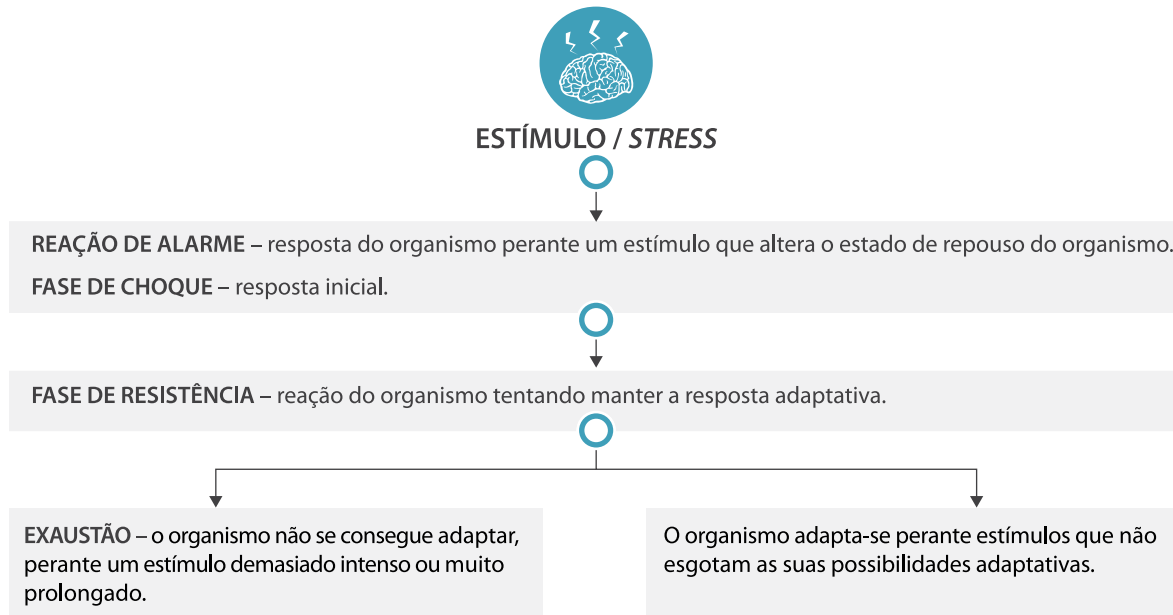 ESTÍMULO / STRESS
REAÇÃO DE ALARME – resposta do organismo perante um estímulo que altera o estado de repouso do organismo.
FASE DE CHOQUE – resposta inicial.
FASE DE RESISTÊNCIA – reação do organismo tentando manter a resposta adaptativa.
EXAUSTÃO – o organismo não se consegue adaptar,
perante um estímulo demasiado intenso ou muito
prolongado.
O organismo adapta-se perante estímulos que não
esgotam as suas possibilidades adaptativas.